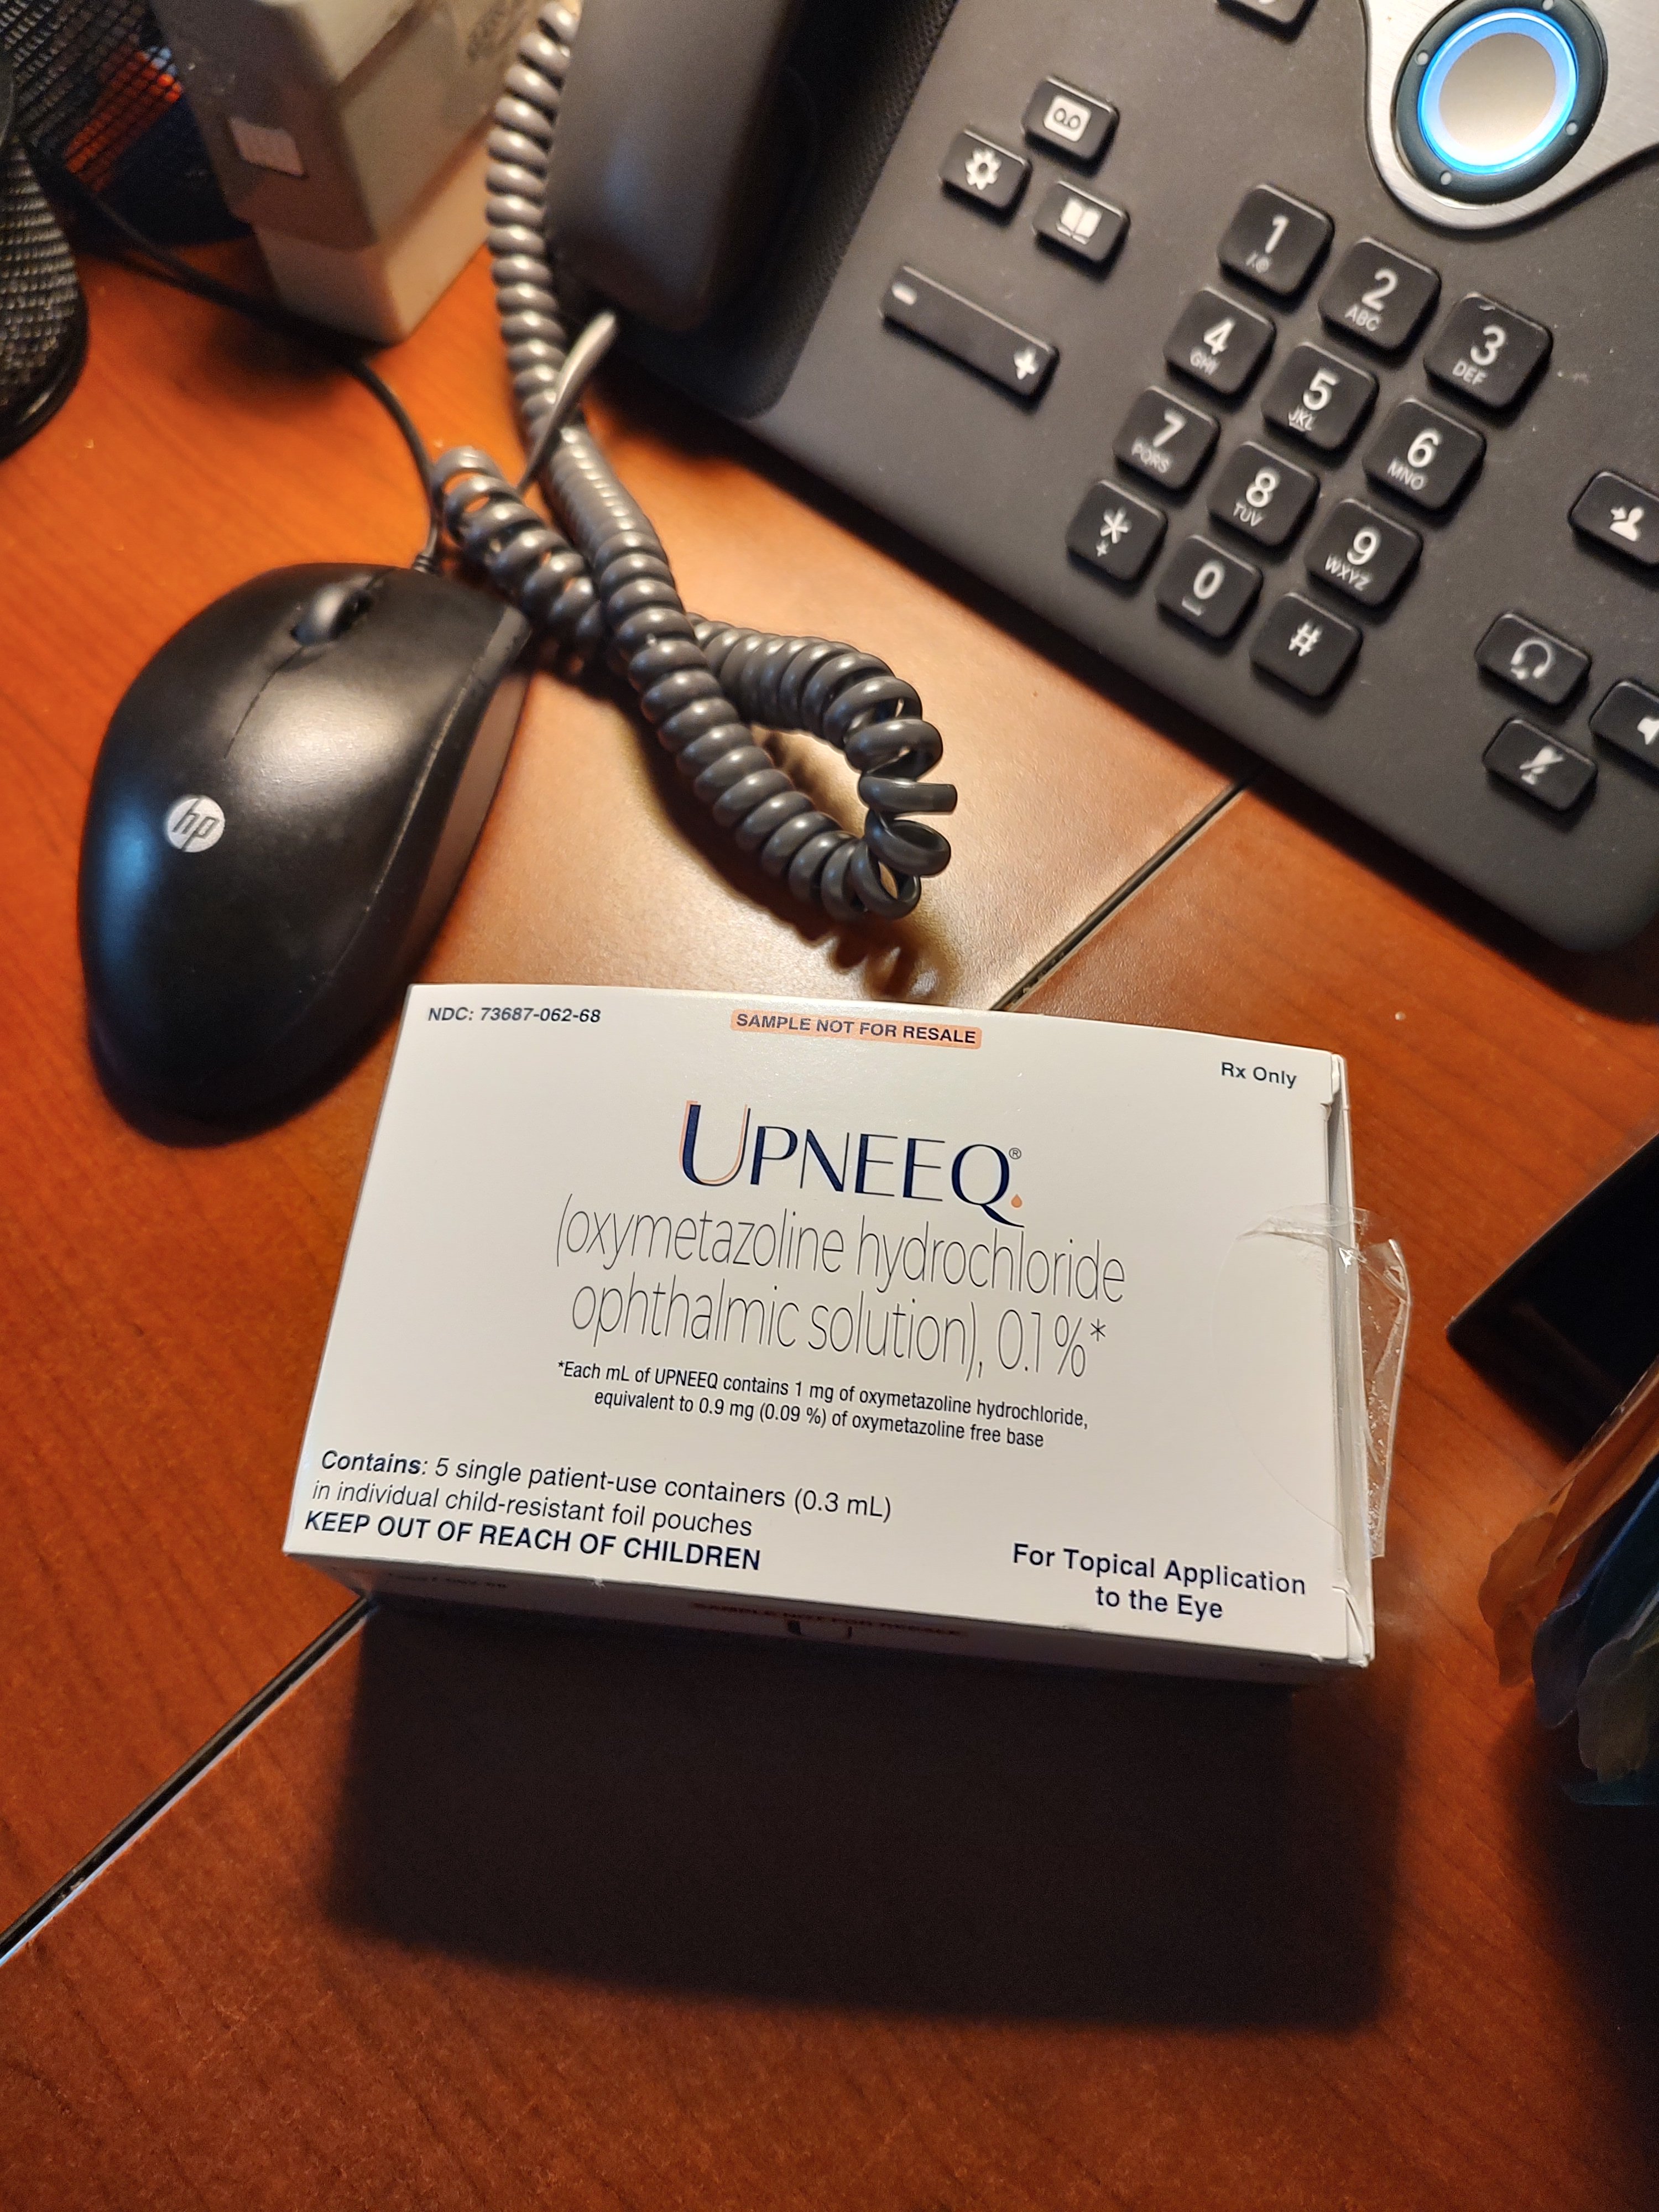 1
2
ABC
3
DEF
4
GHI
5
JKL
6
MNO
7
PQRS
8
TUV
9
WXYZ
*
+
0
#
-
+
hp
NDC: 73687-062-68
SAMPLE NOT FOR RESALE
Rx Only
UPNEEQ®
(oxymetazoline hydrochloride
ophthalmic solution), 0.1%*
*Each mL of UPNEEQ contains 1 mg of oxymetazoline hydrochloride,
equivalent to 0.9 mg (0.09 %) of oxymetazoline free base
Contains: 5 single patient-use containers (0.3 mL)
in individual child-resistant foil pouches
KEEP OUT OF REACH OF CHILDREN
For Topical Application
to the Eye
SAMPLE NOT FOR RESALE